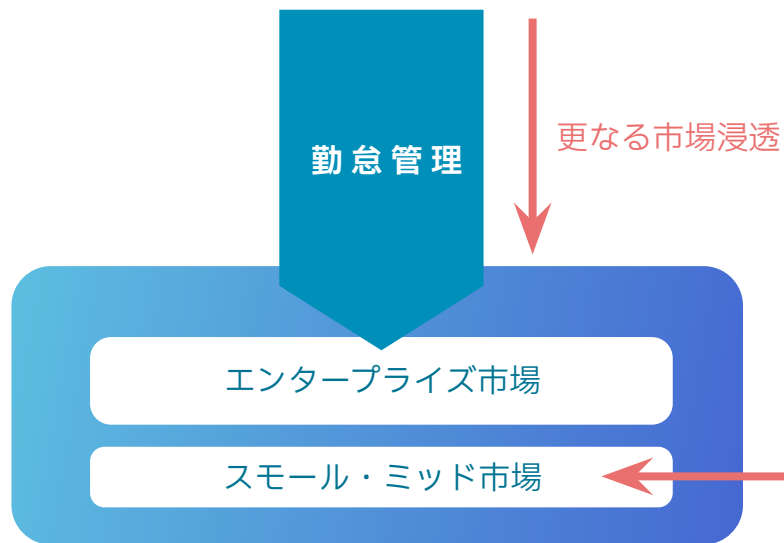 更なる市場浸透
勤怠管理
エンタープライズ市場
スモール・ミッド市場